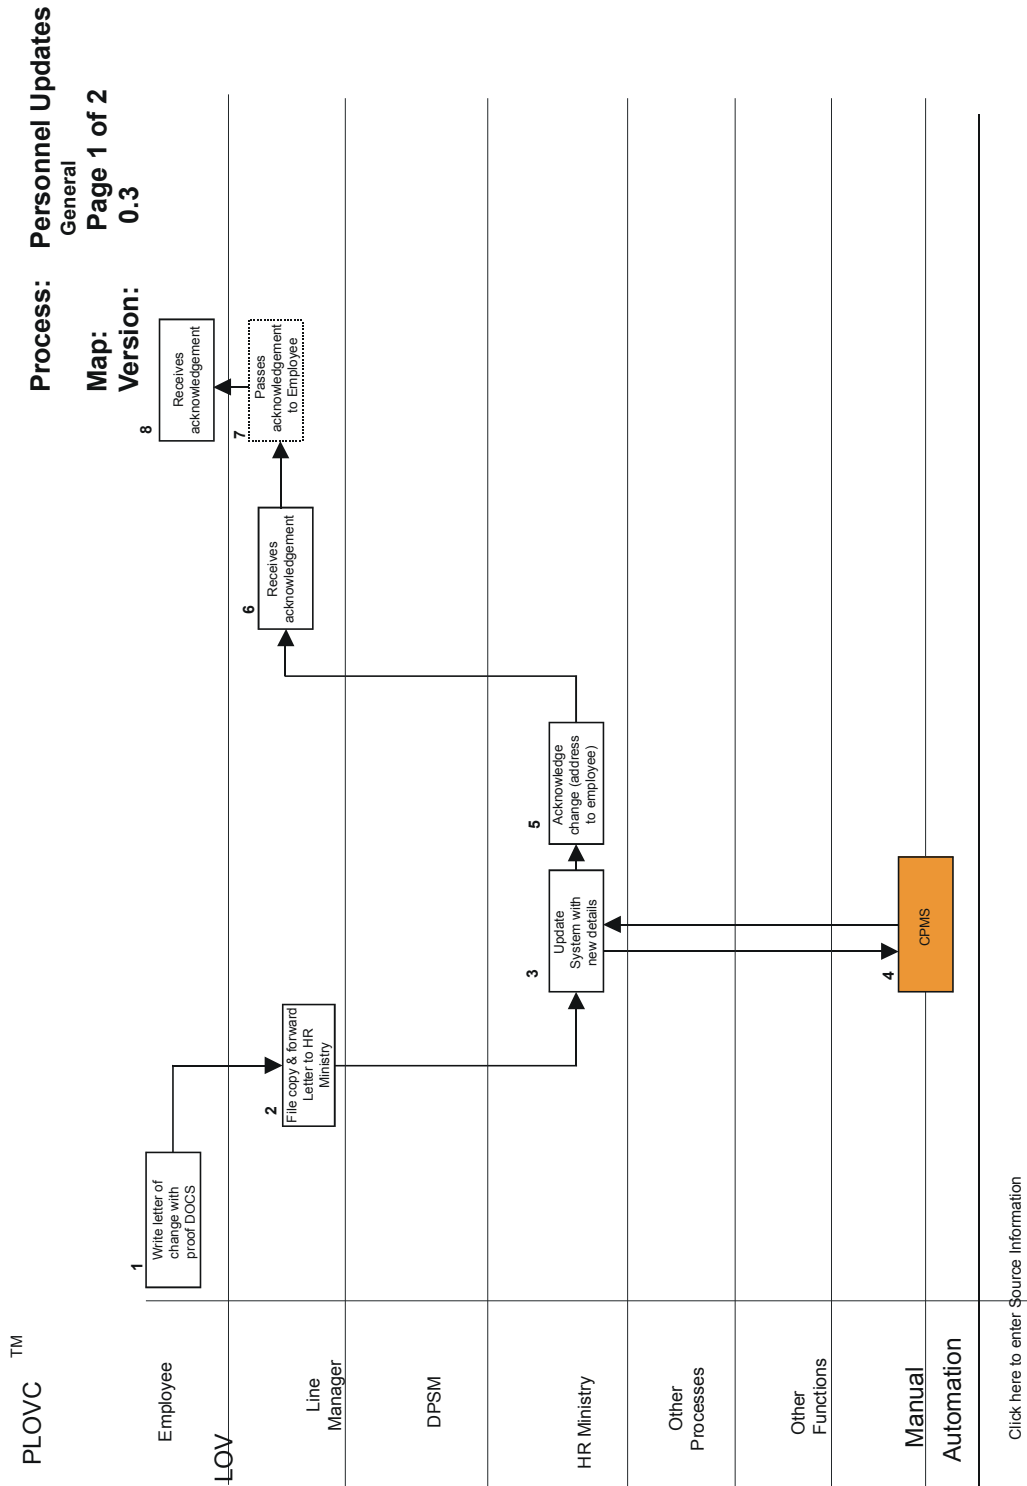 PLOVC TM
Process: Personnel Updates
General
Map: Page 1 of 2
Version: 0.3
Employee
LOV
Line
Manager
DPSM
HR Ministry
Other
Processes
Other
Functions
Manual
Automation
1
Write letter of
change with
proof DOCS
2
File copy & forward
Letter to HR
Ministry
3
Update
System with
new details
4
CPMS
5
Acknowledge
change (address
to employee)
6
Receives
acknowledgement
7
Passes
acknowledgement
to Employee
8
Receives
acknowledgement
Click here to enter Source Information